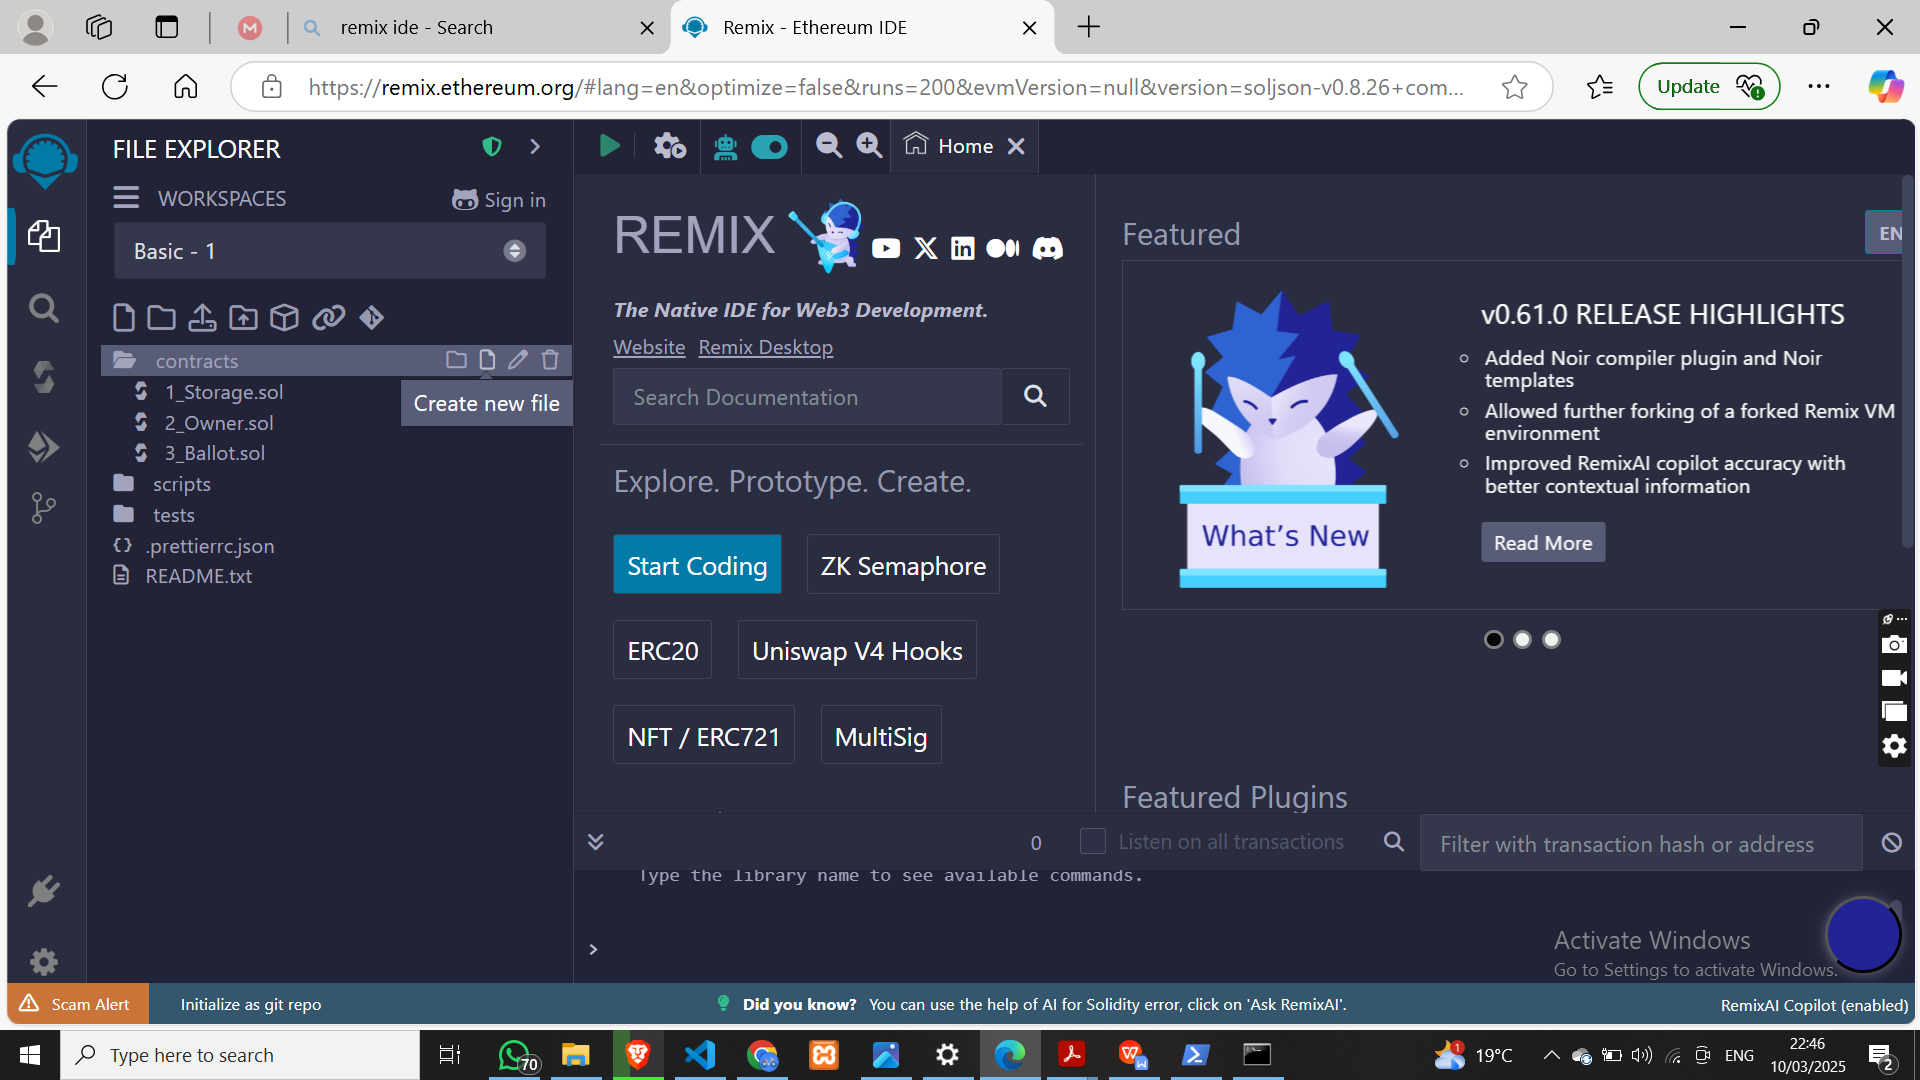 remix ide - Search
Remix - Ethereum IDE
https://remix.ethereum.org/#lang=en&optimize=false&runs=200&evmVersion=null&version=soljson-v0.8.26+com...
Update
FILE EXPLORER
WORKSPACES
Sign in
Basic - 1
contracts
Create new file
1_Storage.sol
2_Owner.sol
3_Ballot.sol
scripts
tests
.prettierrc.json
README.txt
Home
REMIX
The Native IDE for Web3 Development.
Website Remix Desktop
Search Documentation
Explore. Prototype. Create.
Start Coding
ZK Semaphore
ERC20
Uniswap V4 Hooks
NFT / ERC721
MultiSig
Featured
EN
What's New
v0.61.0 RELEASE HIGHLIGHTS
Added Noir compiler plugin and Noir
templates
Allowed further forking of a forked Remix VM
environment
Improved RemixAI copilot accuracy with
better contextual information
Read More
Featured Plugins
0
Listen on all transactions
Filter with transaction hash or address
Type the library name to see available commands.
>
Activate Windows
Go to Settings to activate Windows.
Scam Alert
Initialize as git repo
Did you know? You can use the help of AI for Solidity error, click on 'Ask RemixAI'.
RemixAI Copilot (enabled)
Type here to search
70
1
19°C
ENG
22:46
10/03/2025
2